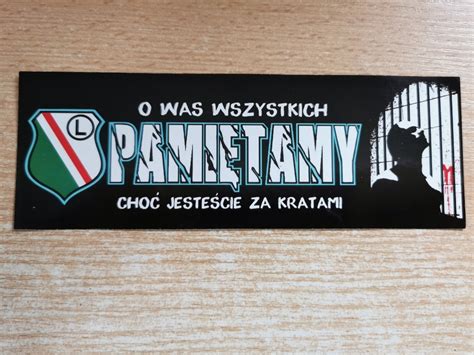 O WAS WSZYSTKICH
L
PAMIĘTAMY
CHOĆ JESTEŚCIE ZA KRATAMI